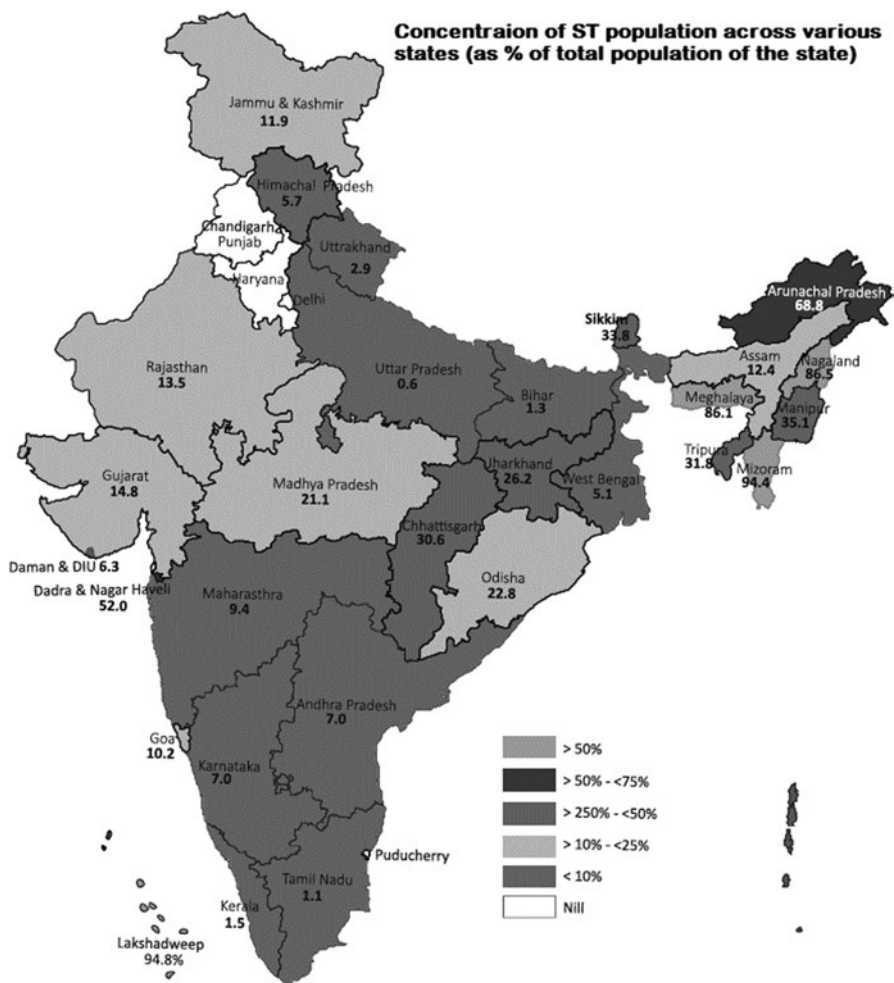 Concentraion of ST population across various
states (as % of total population of the state)
Jammu & Kashmir
11.9
Himachal Pradesh
5.7
Chandigarh
Punjab
Uttrakhand
2.9
Haryana
Delhi
Arunachal Pradesh
68.8
Sikkim
33.8
Rajasthan
13.5
Uttar Pradesh
0.6
Bihar
1.3
Assam
12.4
Nagaland
86.5
Meghalaya
86.1
Manipur
35.1
Tripura
31.8
Mizoram
94.4
Gujarat
14.8
Madhya Pradesh
21.1
Jharkhand
26.2
West Bengal
5.1
Chhattisgarh
30.6
Odisha
22.8
Daman & DIU 6.3
Dadra & Nagar Haveli
52.0
Maharasthra
9.4
Andhra Pradesh
7.0
Goa
10.2
Karnataka
7.0
Puducherry
Tamil Nadu
1.1
Kerala
1.5
Lakshadweep
94.8%
> 50%
> 50% - <75%
> 250% - <50%
> 10% - <25%
< 10%
Nill